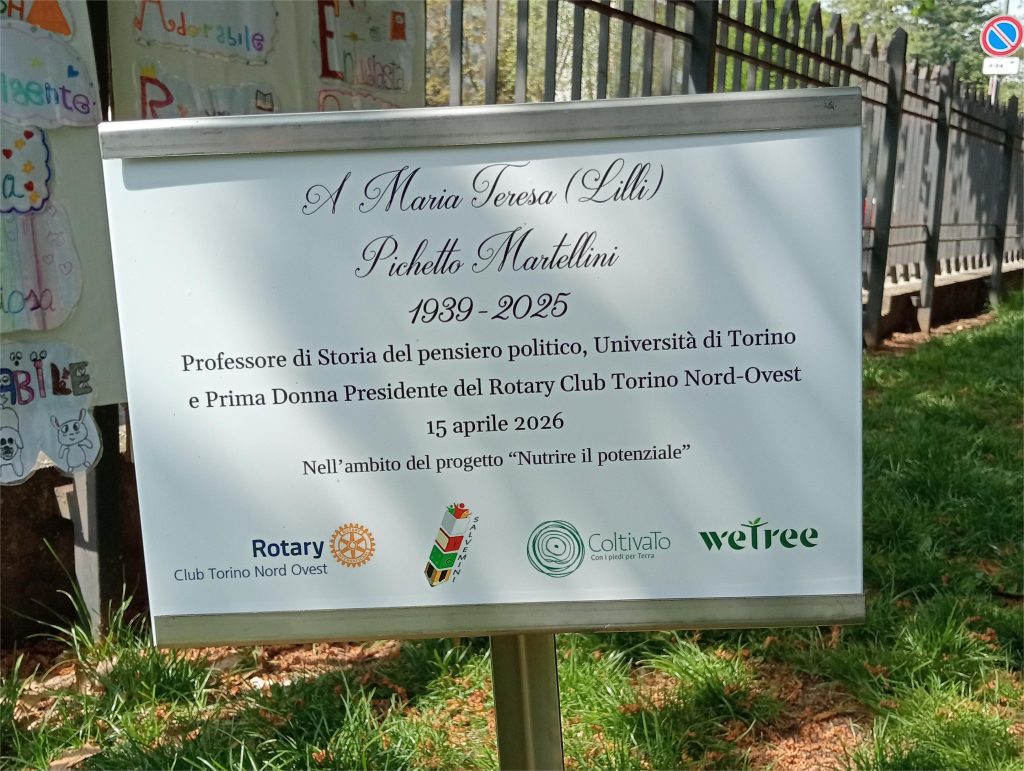 Adorabile
A Maria Teresa (Lilli)
Pichetto Martellini
1939-2025
Professore di Storia del pensiero politico, Università di Torino
e Prima Donna Presidente del Rotary Club Torino Nord-Ovest
15 aprile 2026
Nell'ambito del progetto “Nutrire il potenziale”
Rotary
Club Torino Nord Ovest
SALVEMINI
ColtivaTo
Con i piedi per Terra
weTree